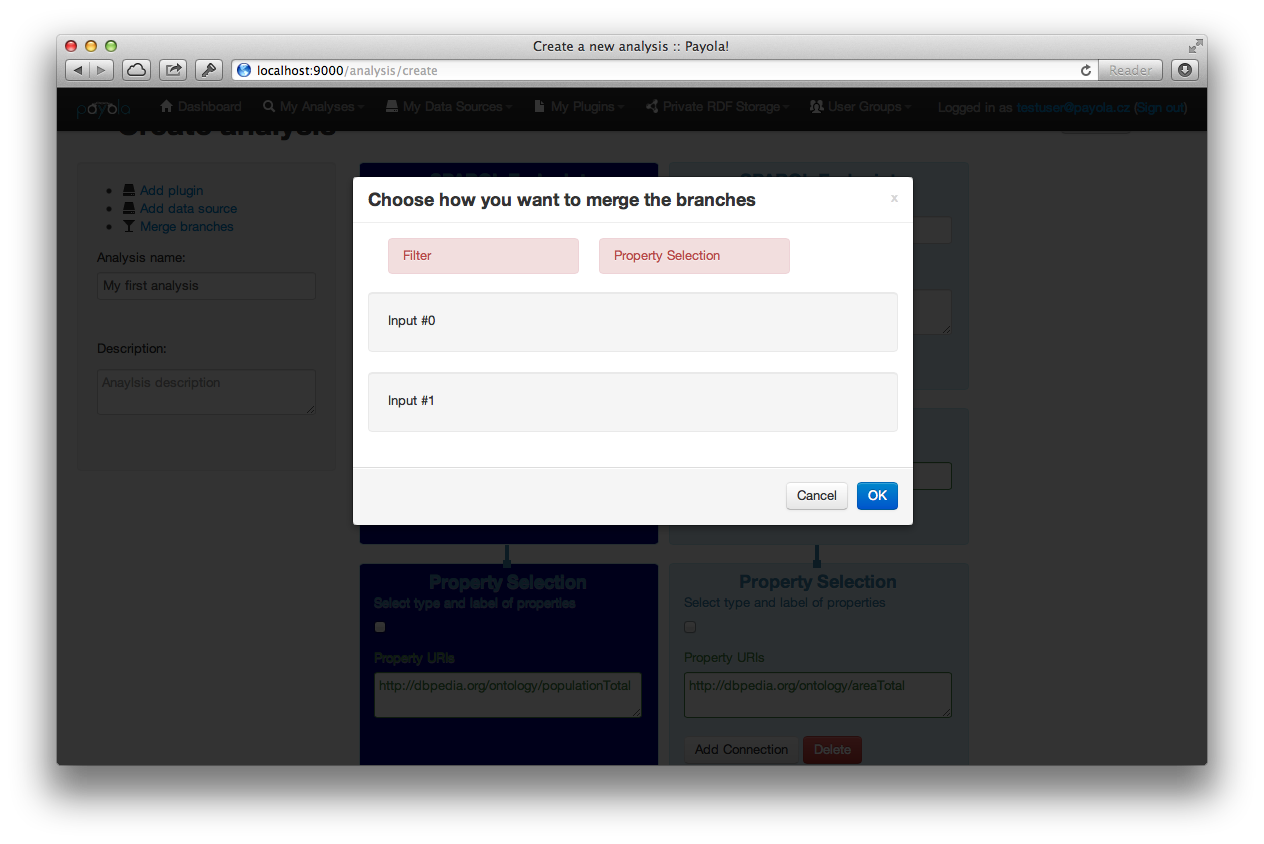 Create a new analysis :: Payola!
localhost:9000/analysis/create
Reader
payola
Dashboard
My Analyses
My Data Sources
My Plugins
Private RDF Storage
User Groups
Logged in as testuser@payola.cz (Sign out)
Create analysis
Add plugin
Add data source
Merge branches
Analysis name:
My first analysis
Description:
Anaylsis description
Choose how you want to merge the branches
x
Filter
Property Selection
Input #0
Input #1
Cancel
OK
Property Selection
Select type and label of properties
Property URIs
http://dbpedia.org/ontology/populationTotal
Property Selection
Select type and label of properties
Property URIs
http://dbpedia.org/ontology/areaTotal
Add Connection
Delete